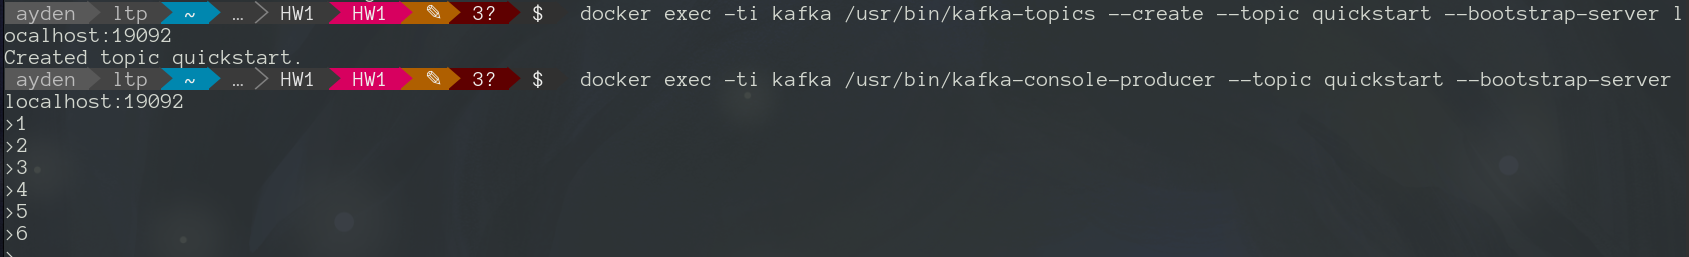 ayden ltp ~ … HW1 HW1 ✎ 3? $ docker exec -ti kafka /usr/bin/kafka-topics --create --topic quickstart --bootstrap-server l
ocalhost:19092
Created topic quickstart.
ayden ltp ~ … HW1 HW1 ✎ 3? $ docker exec -ti kafka /usr/bin/kafka-console-producer --topic quickstart --bootstrap-server
localhost:19092
>1
>2
>3
>4
>5
>6
>